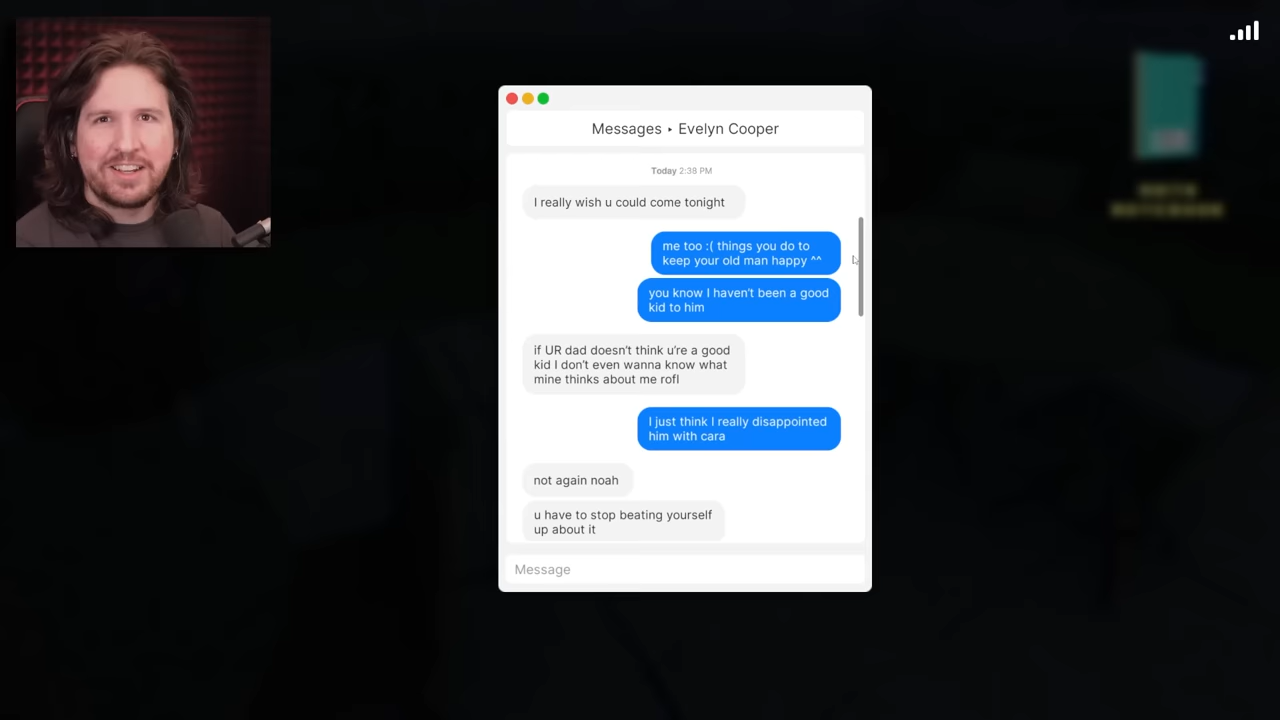 Messages ▸ Evelyn Cooper
Today 2:38 PM
I really wish u could come tonight
me too :( things you do to
keep your old man happy ^^
you know I haven't been a good
kid to him
if UR dad doesn't think u're a good
kid I don't even wanna know what
mine thinks about me rofl
I just think I really disappointed
him with cara
not again noah
u have to stop beating yourself
up about it
Message